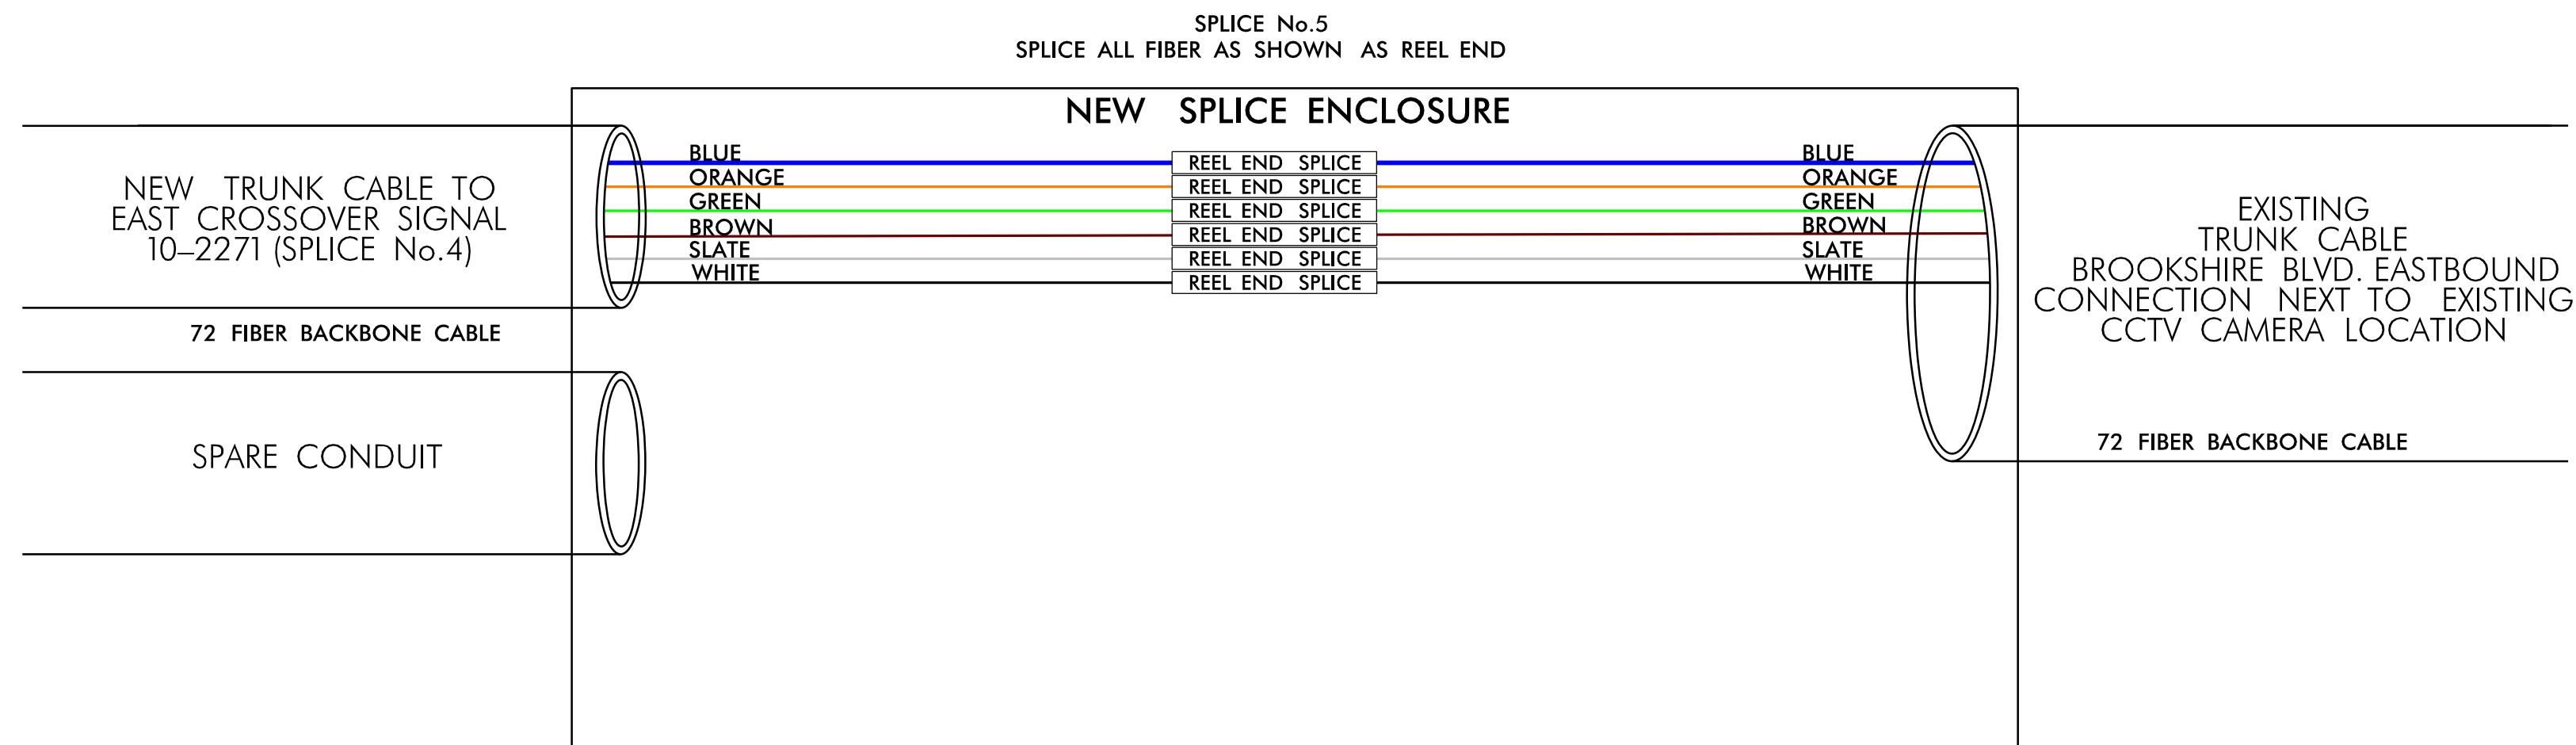 SPLICE No.5
SPLICE ALL FIBER AS SHOWN AS REEL END
NEW SPLICE ENCLOSURE
NEW TRUNK CABLE TO
EAST CROSSOVER SIGNAL
10–2271 (SPLICE No.4)
72 FIBER BACKBONE CABLE
SPARE CONDUIT
BLUE
ORANGE
GREEN
BROWN
SLATE
WHITE
REEL END SPLICE
REEL END SPLICE
REEL END SPLICE
REEL END SPLICE
REEL END SPLICE
REEL END SPLICE
BLUE
ORANGE
GREEN
BROWN
SLATE
WHITE
EXISTING
TRUNK CABLE
BROOKSHIRE BLVD. EASTBOUND
CONNECTION NEXT TO EXISTING
CCTV CAMERA LOCATION
72 FIBER BACKBONE CABLE